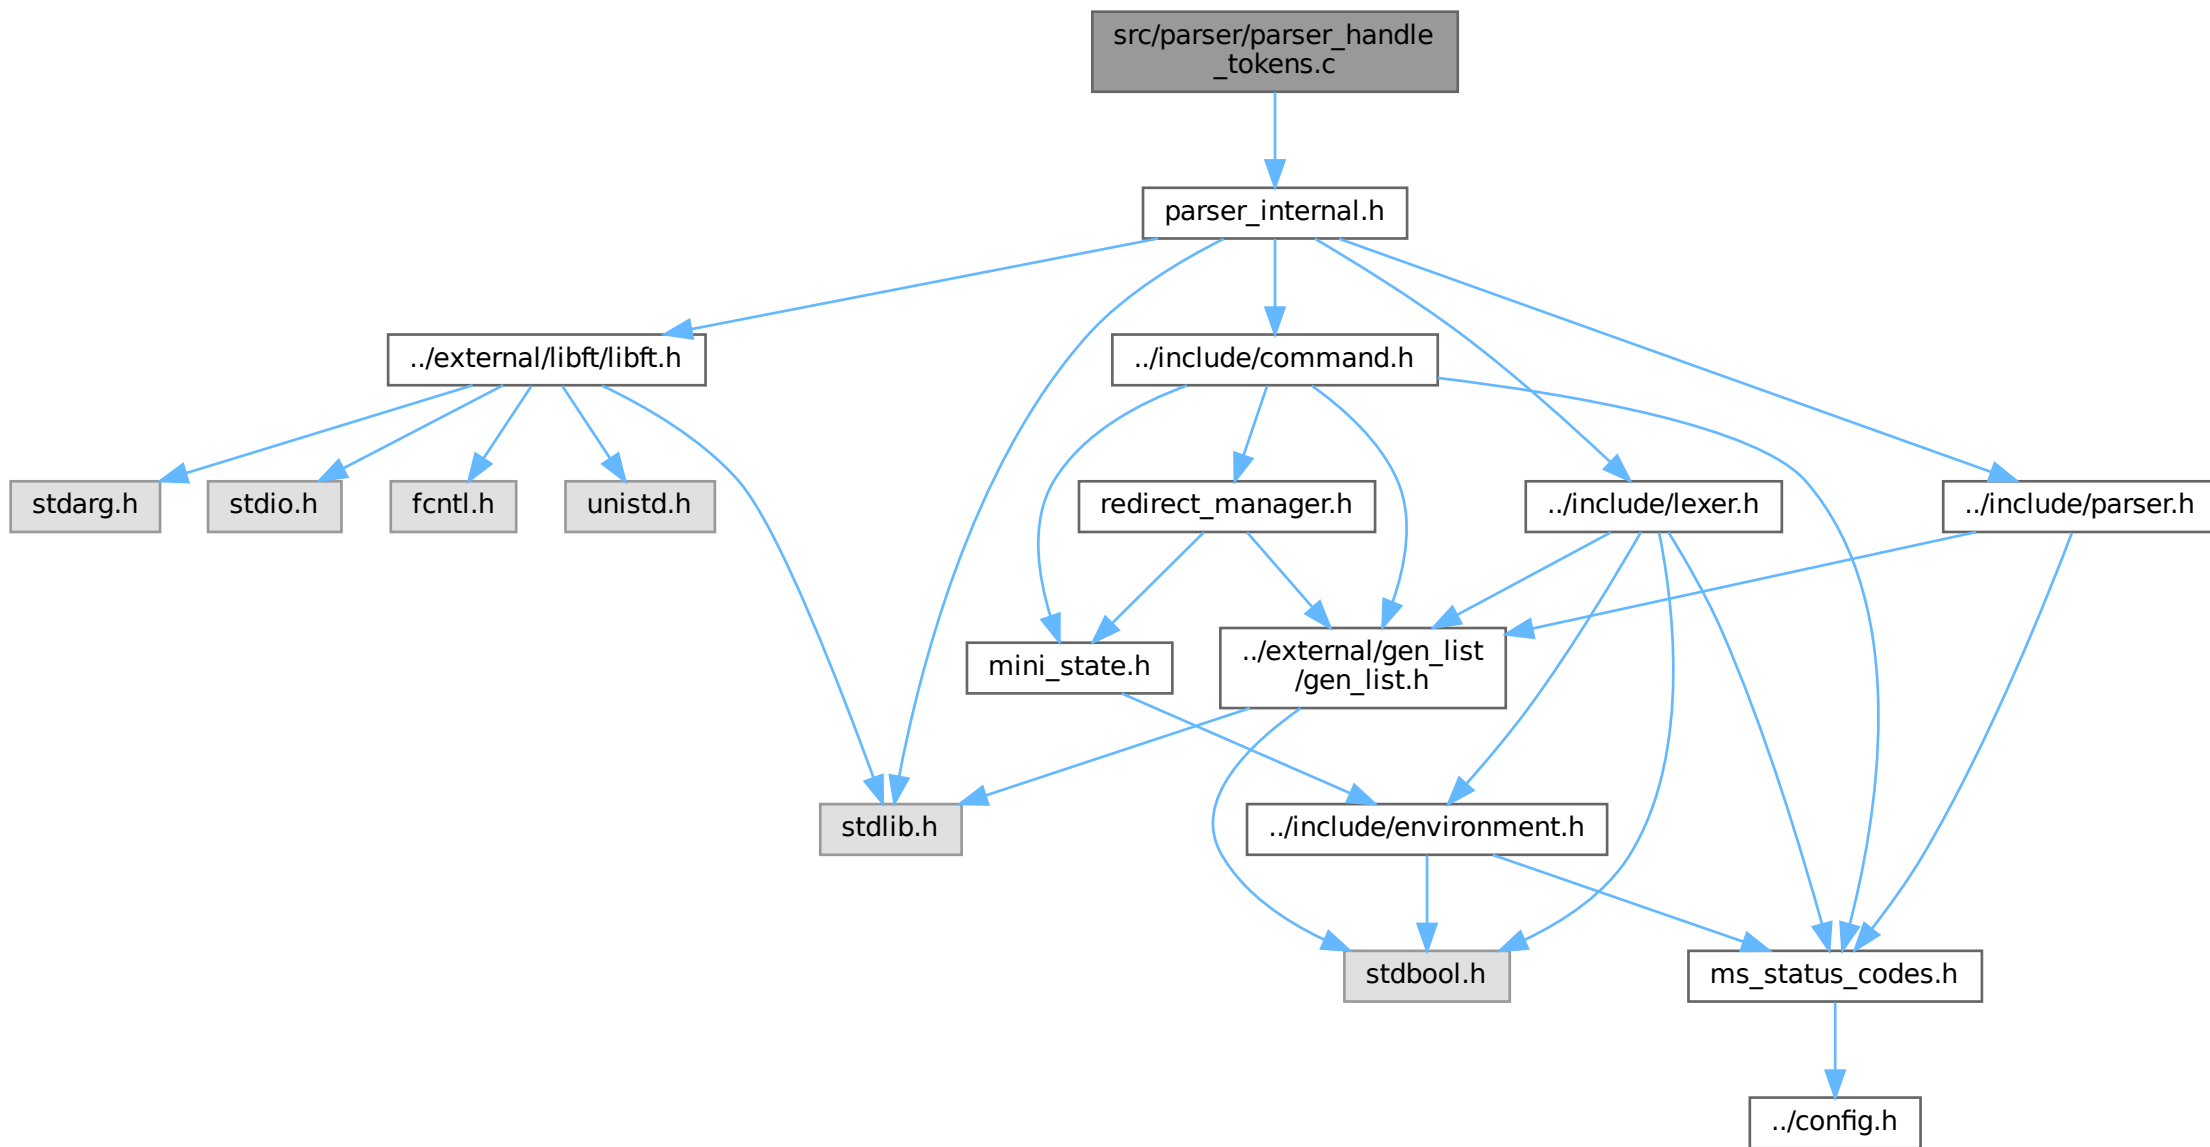 src/parser/parser_handle
_tokens.c
parser_internal.h
../external/libft/libft.h
../include/command.h
stdarg.h
stdio.h
fcntl.h
unistd.h
redirect_manager.h
../include/lexer.h
../include/parser.h
mini_state.h
../external/gen_list
/gen_list.h
stdlib.h
../include/environment.h
stdbool.h
ms_status_codes.h
../config.h